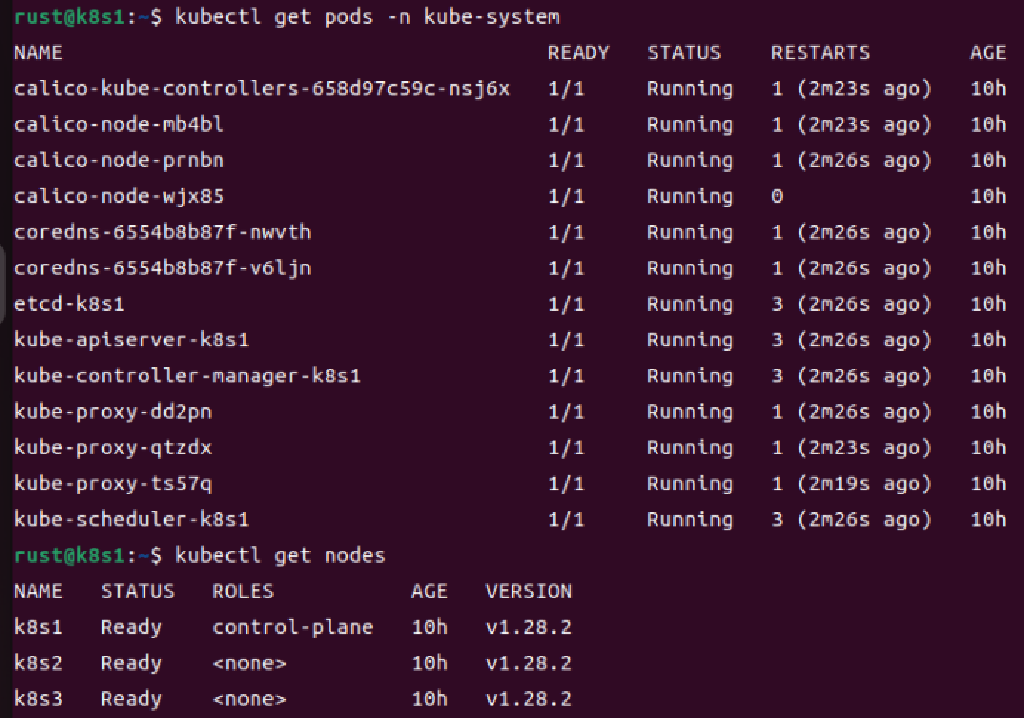 rust@k8s1:~$ kubectl get pods -n kube-system
NAME READY STATUS RESTARTS AGE
calico-kube-controllers-658d97c59c-nsj6x 1/1 Running 1 (2m23s ago) 10h
calico-node-mb4bl 1/1 Running 1 (2m23s ago) 10h
calico-node-prnbn 1/1 Running 1 (2m26s ago) 10h
calico-node-wjx85 1/1 Running 0 10h
coredns-6554b8b87f-nwvth 1/1 Running 1 (2m26s ago) 10h
coredns-6554b8b87f-v6ljn 1/1 Running 1 (2m26s ago) 10h
etcd-k8s1 1/1 Running 3 (2m26s ago) 10h
kube-apiserver-k8s1 1/1 Running 3 (2m26s ago) 10h
kube-controller-manager-k8s1 1/1 Running 3 (2m26s ago) 10h
kube-proxy-dd2pn 1/1 Running 1 (2m26s ago) 10h
kube-proxy-qtzdx 1/1 Running 1 (2m23s ago) 10h
kube-proxy-ts57q 1/1 Running 1 (2m19s ago) 10h
kube-scheduler-k8s1 1/1 Running 3 (2m26s ago) 10h
rust@k8s1:~$ kubectl get nodes
NAME STATUS ROLES AGE VERSION
k8s1 Ready control-plane 10h v1.28.2
k8s2 Ready <none> 10h v1.28.2
k8s3 Ready <none> 10h v1.28.2